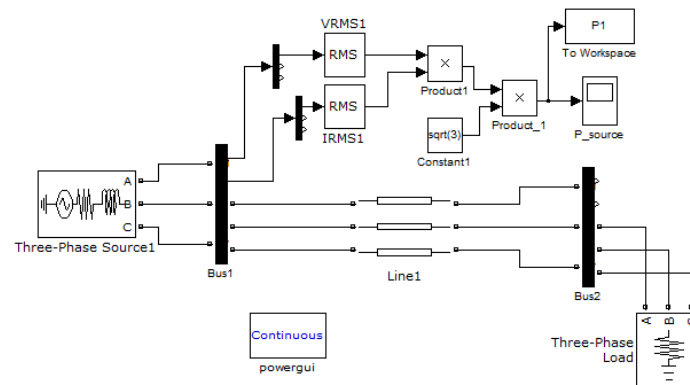 VRMS1
RMS
P1
To Workspace
×
Product1
RMS
IRMS1
×
Product_1
P_source
sqrt(3)
Constant1
A
B
C
Three-Phase Source1
Bus1
Line1
Bus2
Continuous
powergui
A B C
Three-Phase
Load